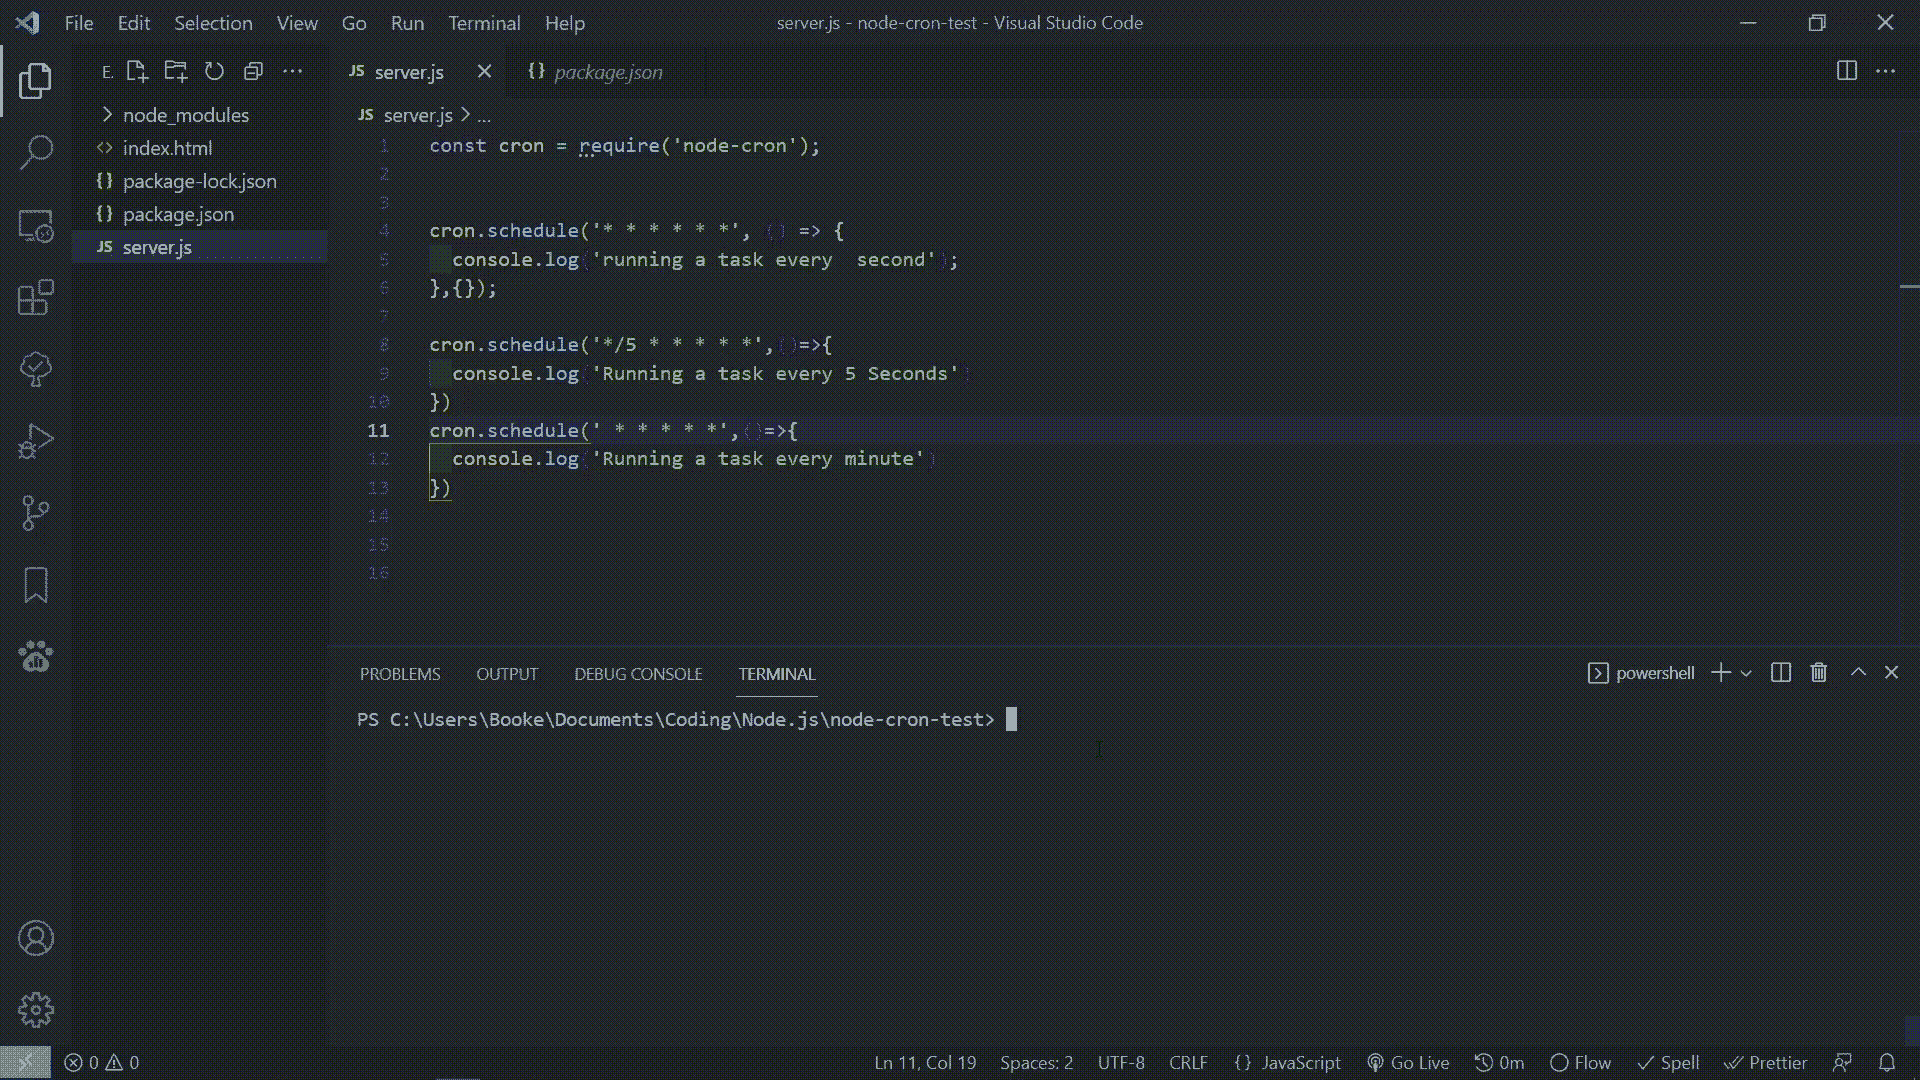 File Edit Selection View Go Run Terminal Help server.js - node-cron-test - Visual Studio Code
E. JS server.js {} package.json
node_modules
<> index.html
{} package-lock.json
{} package.json
JS server.js
JS server.js > ...
1 const cron = require('node-cron');
2
3
4 cron.schedule('* * * * * *', () => {
5 console.log('running a task every  second');
6 },{});
7
8 cron.schedule('*/5 * * * * *',()=>{
9 console.log('Running a task every 5 Seconds')
10 })
11 cron.schedule(' * * * * *',()=>{
12 console.log('Running a task every minute')
13 })
14
15
16
PROBLEMS OUTPUT DEBUG CONSOLE TERMINAL powershell
PS C:\Users\Booke\Documents\Coding\Node.js\node-cron-test>
0 0 Ln 11, Col 19 Spaces: 2 UTF-8 CRLF {} JavaScript Go Live 0m Flow Spell Prettier